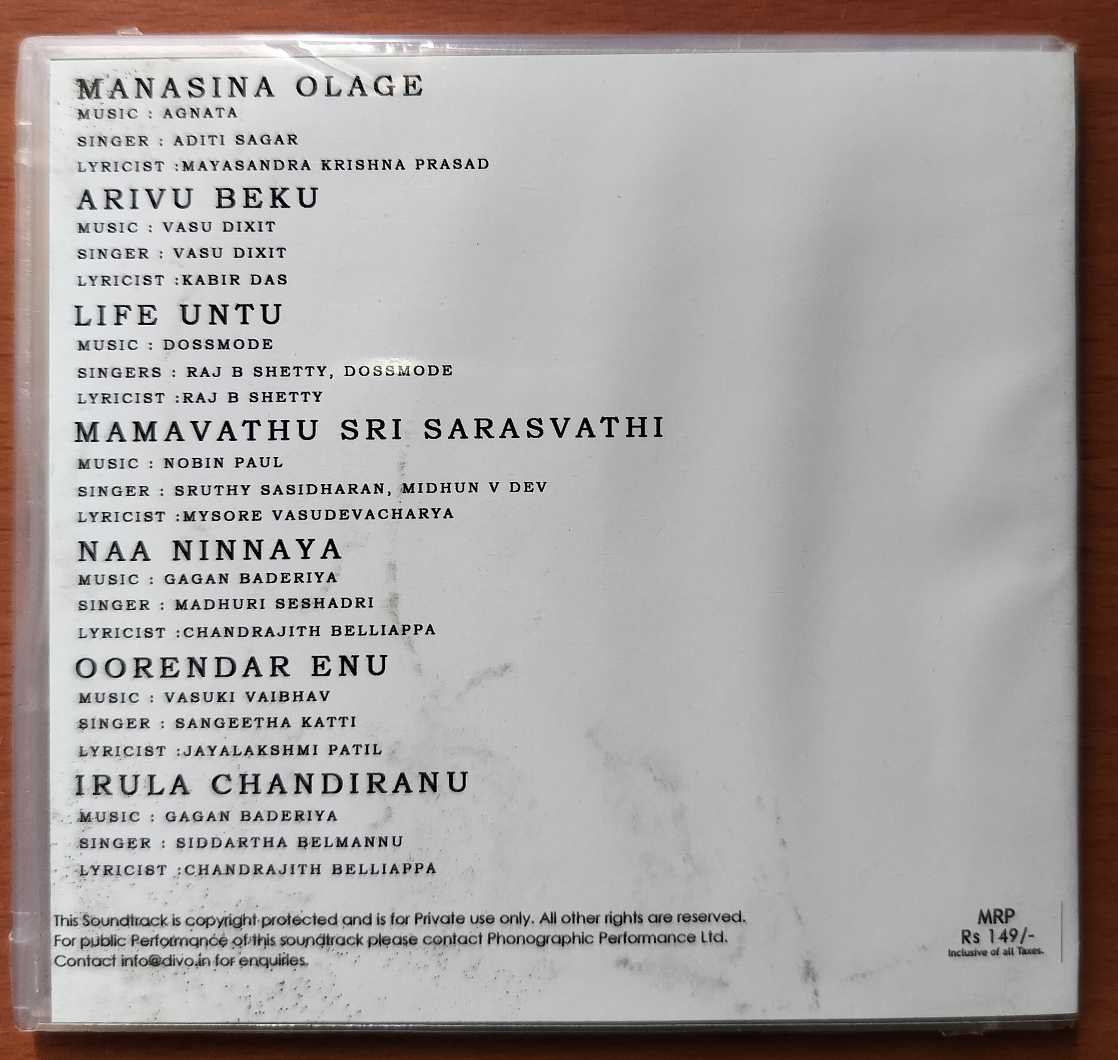 MANASINA OLAGE
MUSIC : AGNATA
SINGER : ADITI SAGAR
LYRICIST :MAYASANDRA KRISHNA PRASAD
ARIVU BEKU
MUSIC : VASU DIXIT
SINGER : VASU DIXIT
LYRICIST :KABIR DAS
LIFE UNTU
MUSIC : DOSSMODE
SINGERS : RAJ B SHETTY, DOSSMODE
LYRICIST :RAJ B SHETTY
MAMAVATHU SRI SARASVATHI
MUSIC : NOBIN PAUL
SINGER : SRUTHY SASIDHARAN, MIDHUN V DEV
LYRICIST :MYSORE VASUDEVACHARYA
NAA NINNAYA
MUSIC : GAGAN BADERIYA
SINGER : MADHURI SESHADRI
LYRICIST :CHANDRAJITH BELLIAPPA
OORENDAR ENU
MUSIC : VASUKI VAIBHAV
SINGER : SANGEETHA KATTI
LYRICIST :JAYALAKSHMI PATIL
IRULA CHANDIRANU
MUSIC : GAGAN BADERIYA
SINGER : SIDDARTHA BELMANNU
LYRICIST :CHANDRAJITH BELLIAPPA
This Soundtrack is copyright protected and is for Private use only. All other rights are reserved.
For public Performance of this soundtrack please contact Phonographic Performance Ltd.
Contact info@divo.in for enquiries.
MRP
Rs 149/-
Inclusive of all Taxes.